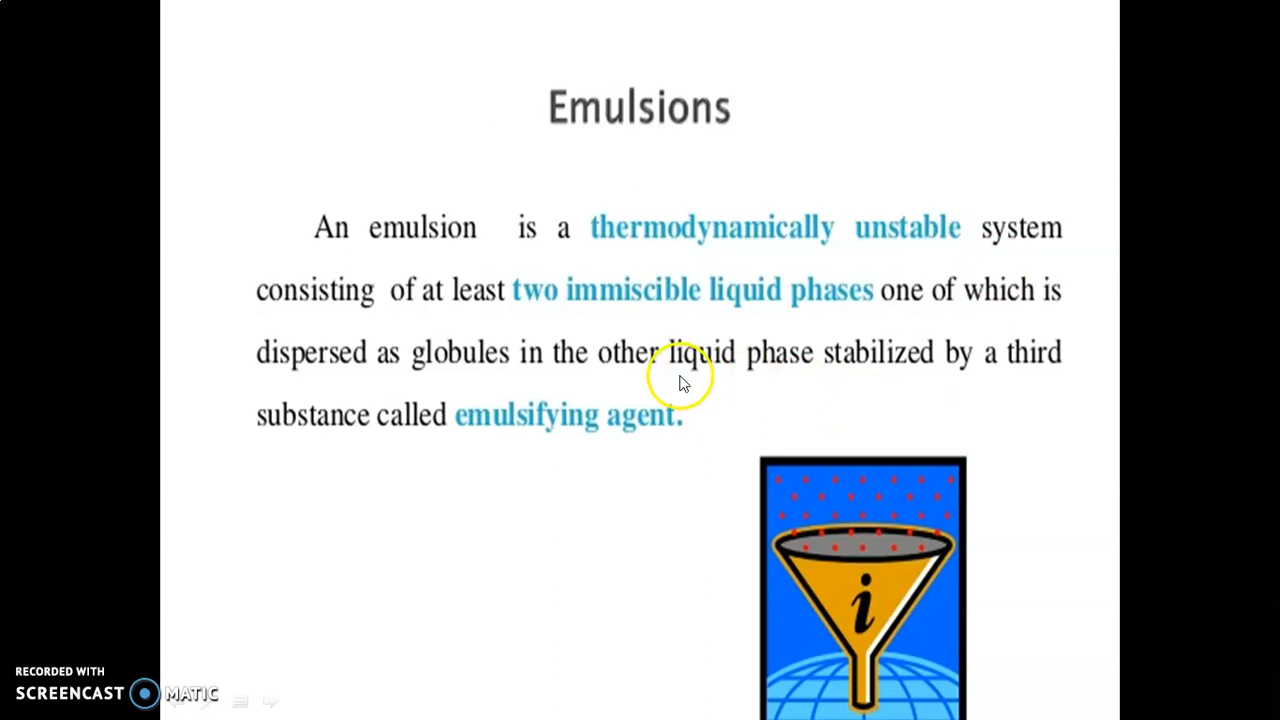 Emulsions
An emulsion is a thermodynamically unstable system
consisting of at least two immiscible liquid phases one of which is
dispersed as globules in the other liquid phase stabilized by a third
substance called emulsifying agent.
i
RECORDED WITH
SCREENCAST MATIC